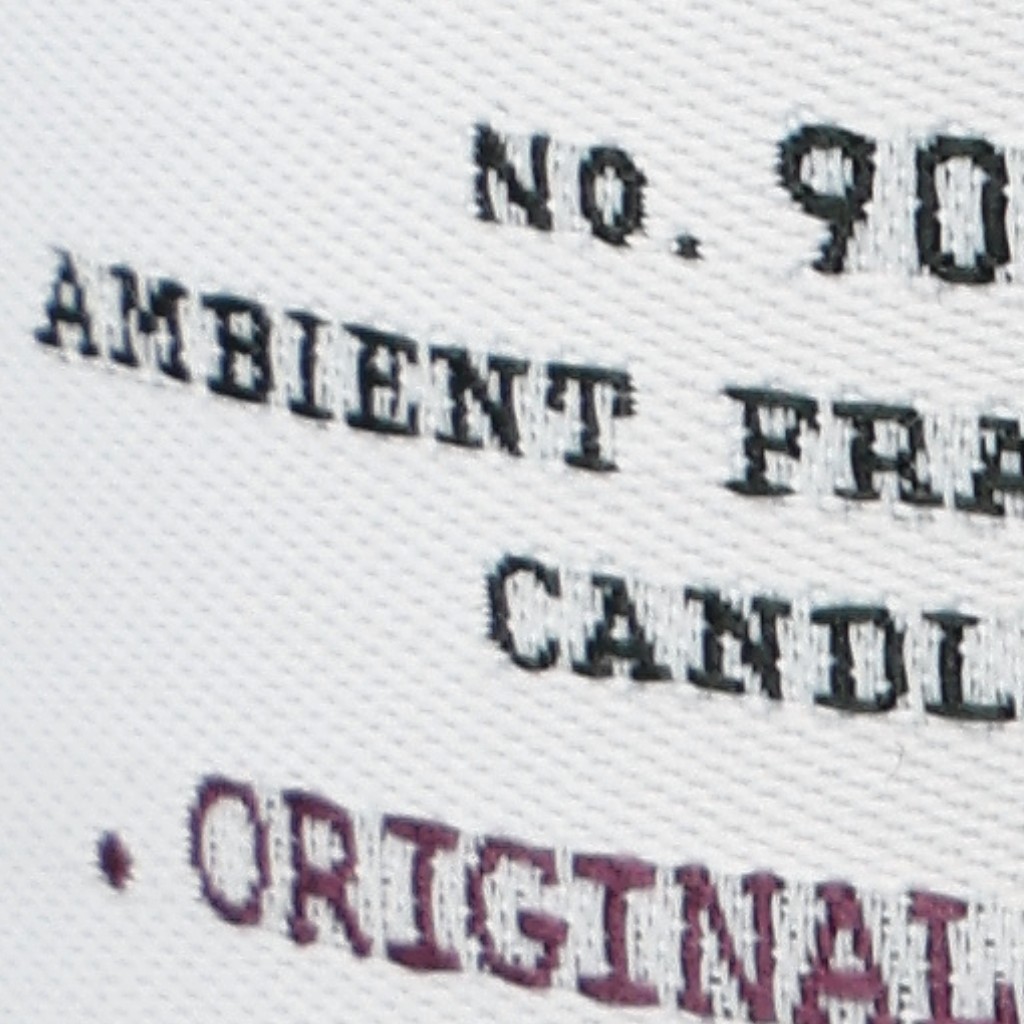 No. 90
AMBIENT FRA
CANDL
• ORIGINAL